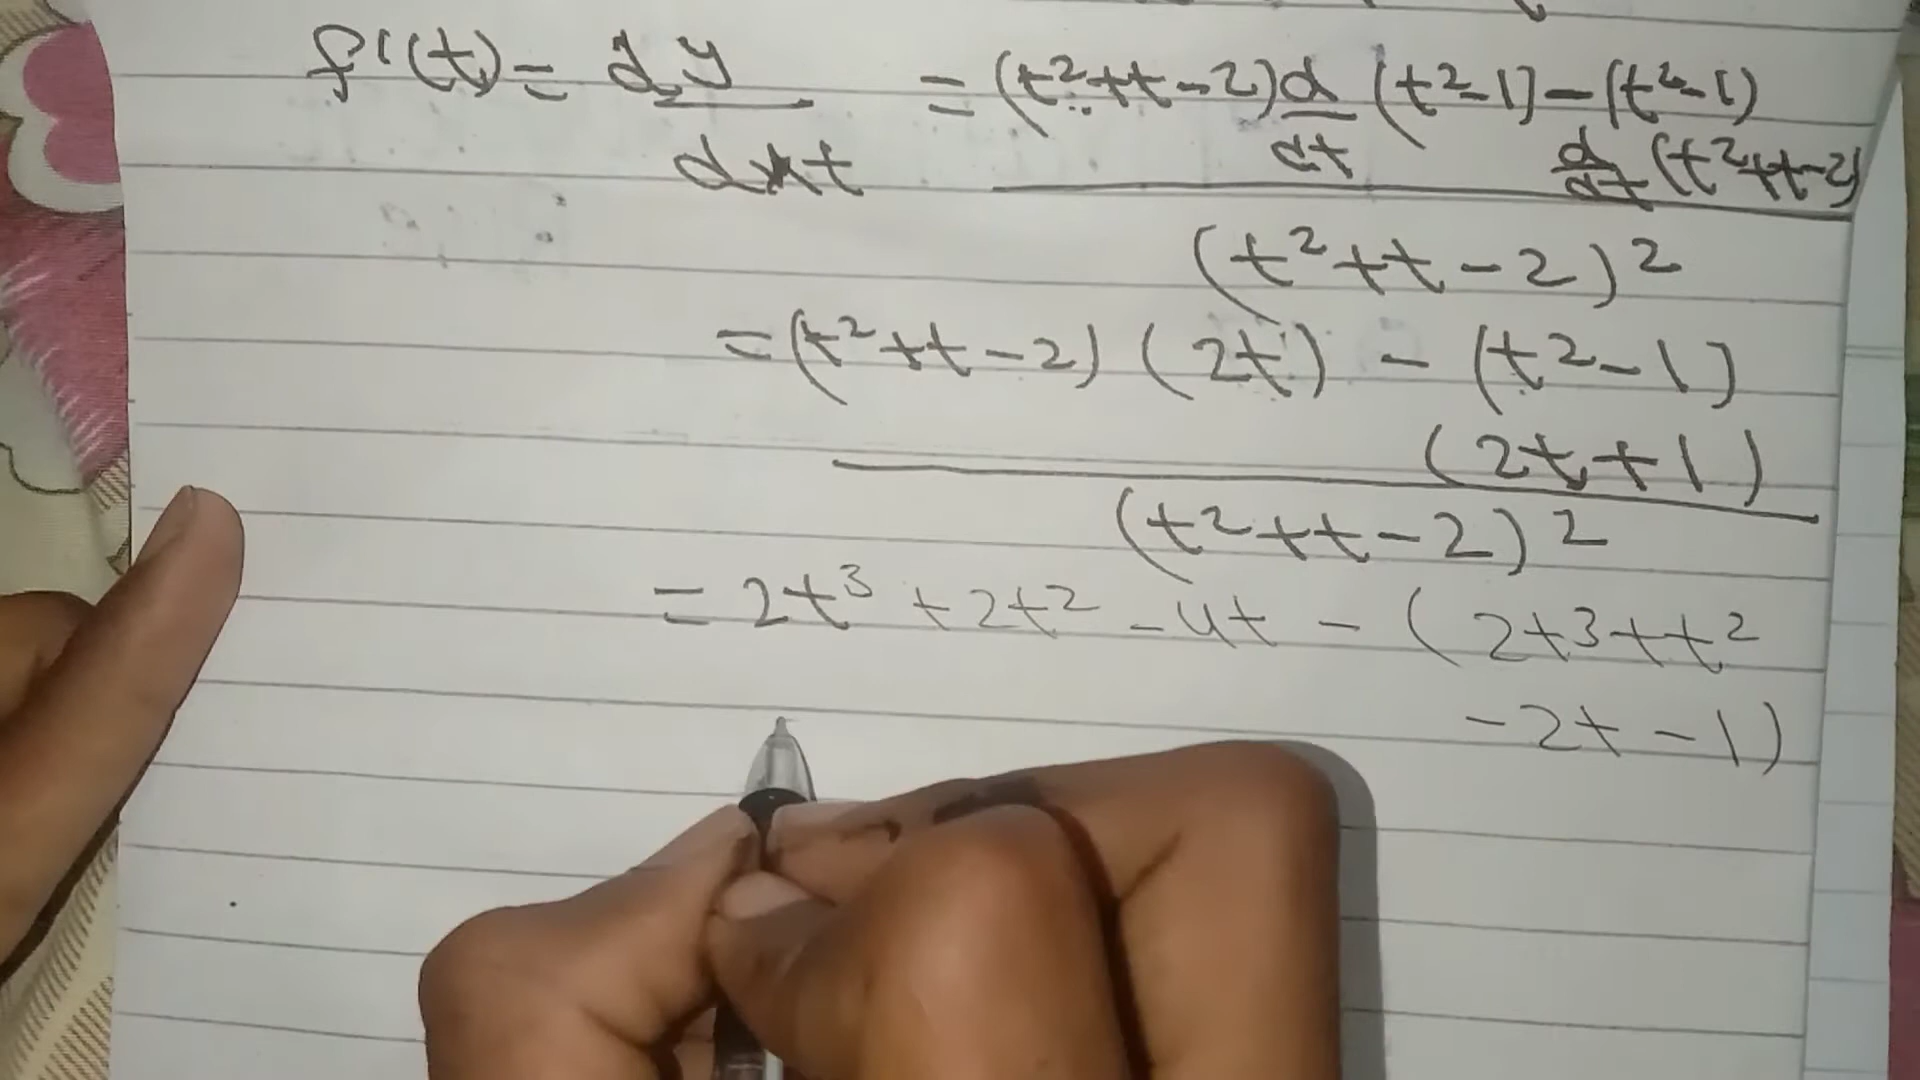 f'(t) = dy/dt = (t²+t-2) d/dt (t²-1) - (t²-1) d/dt (t²+t-2)
(t²+t-2)²
= (t²+t-2) (2t) - (t²-1)
(2t+1)
(t²+t-2)²
= 2t³ + 2t² - 4t - (2t³+t²
-2t-1)